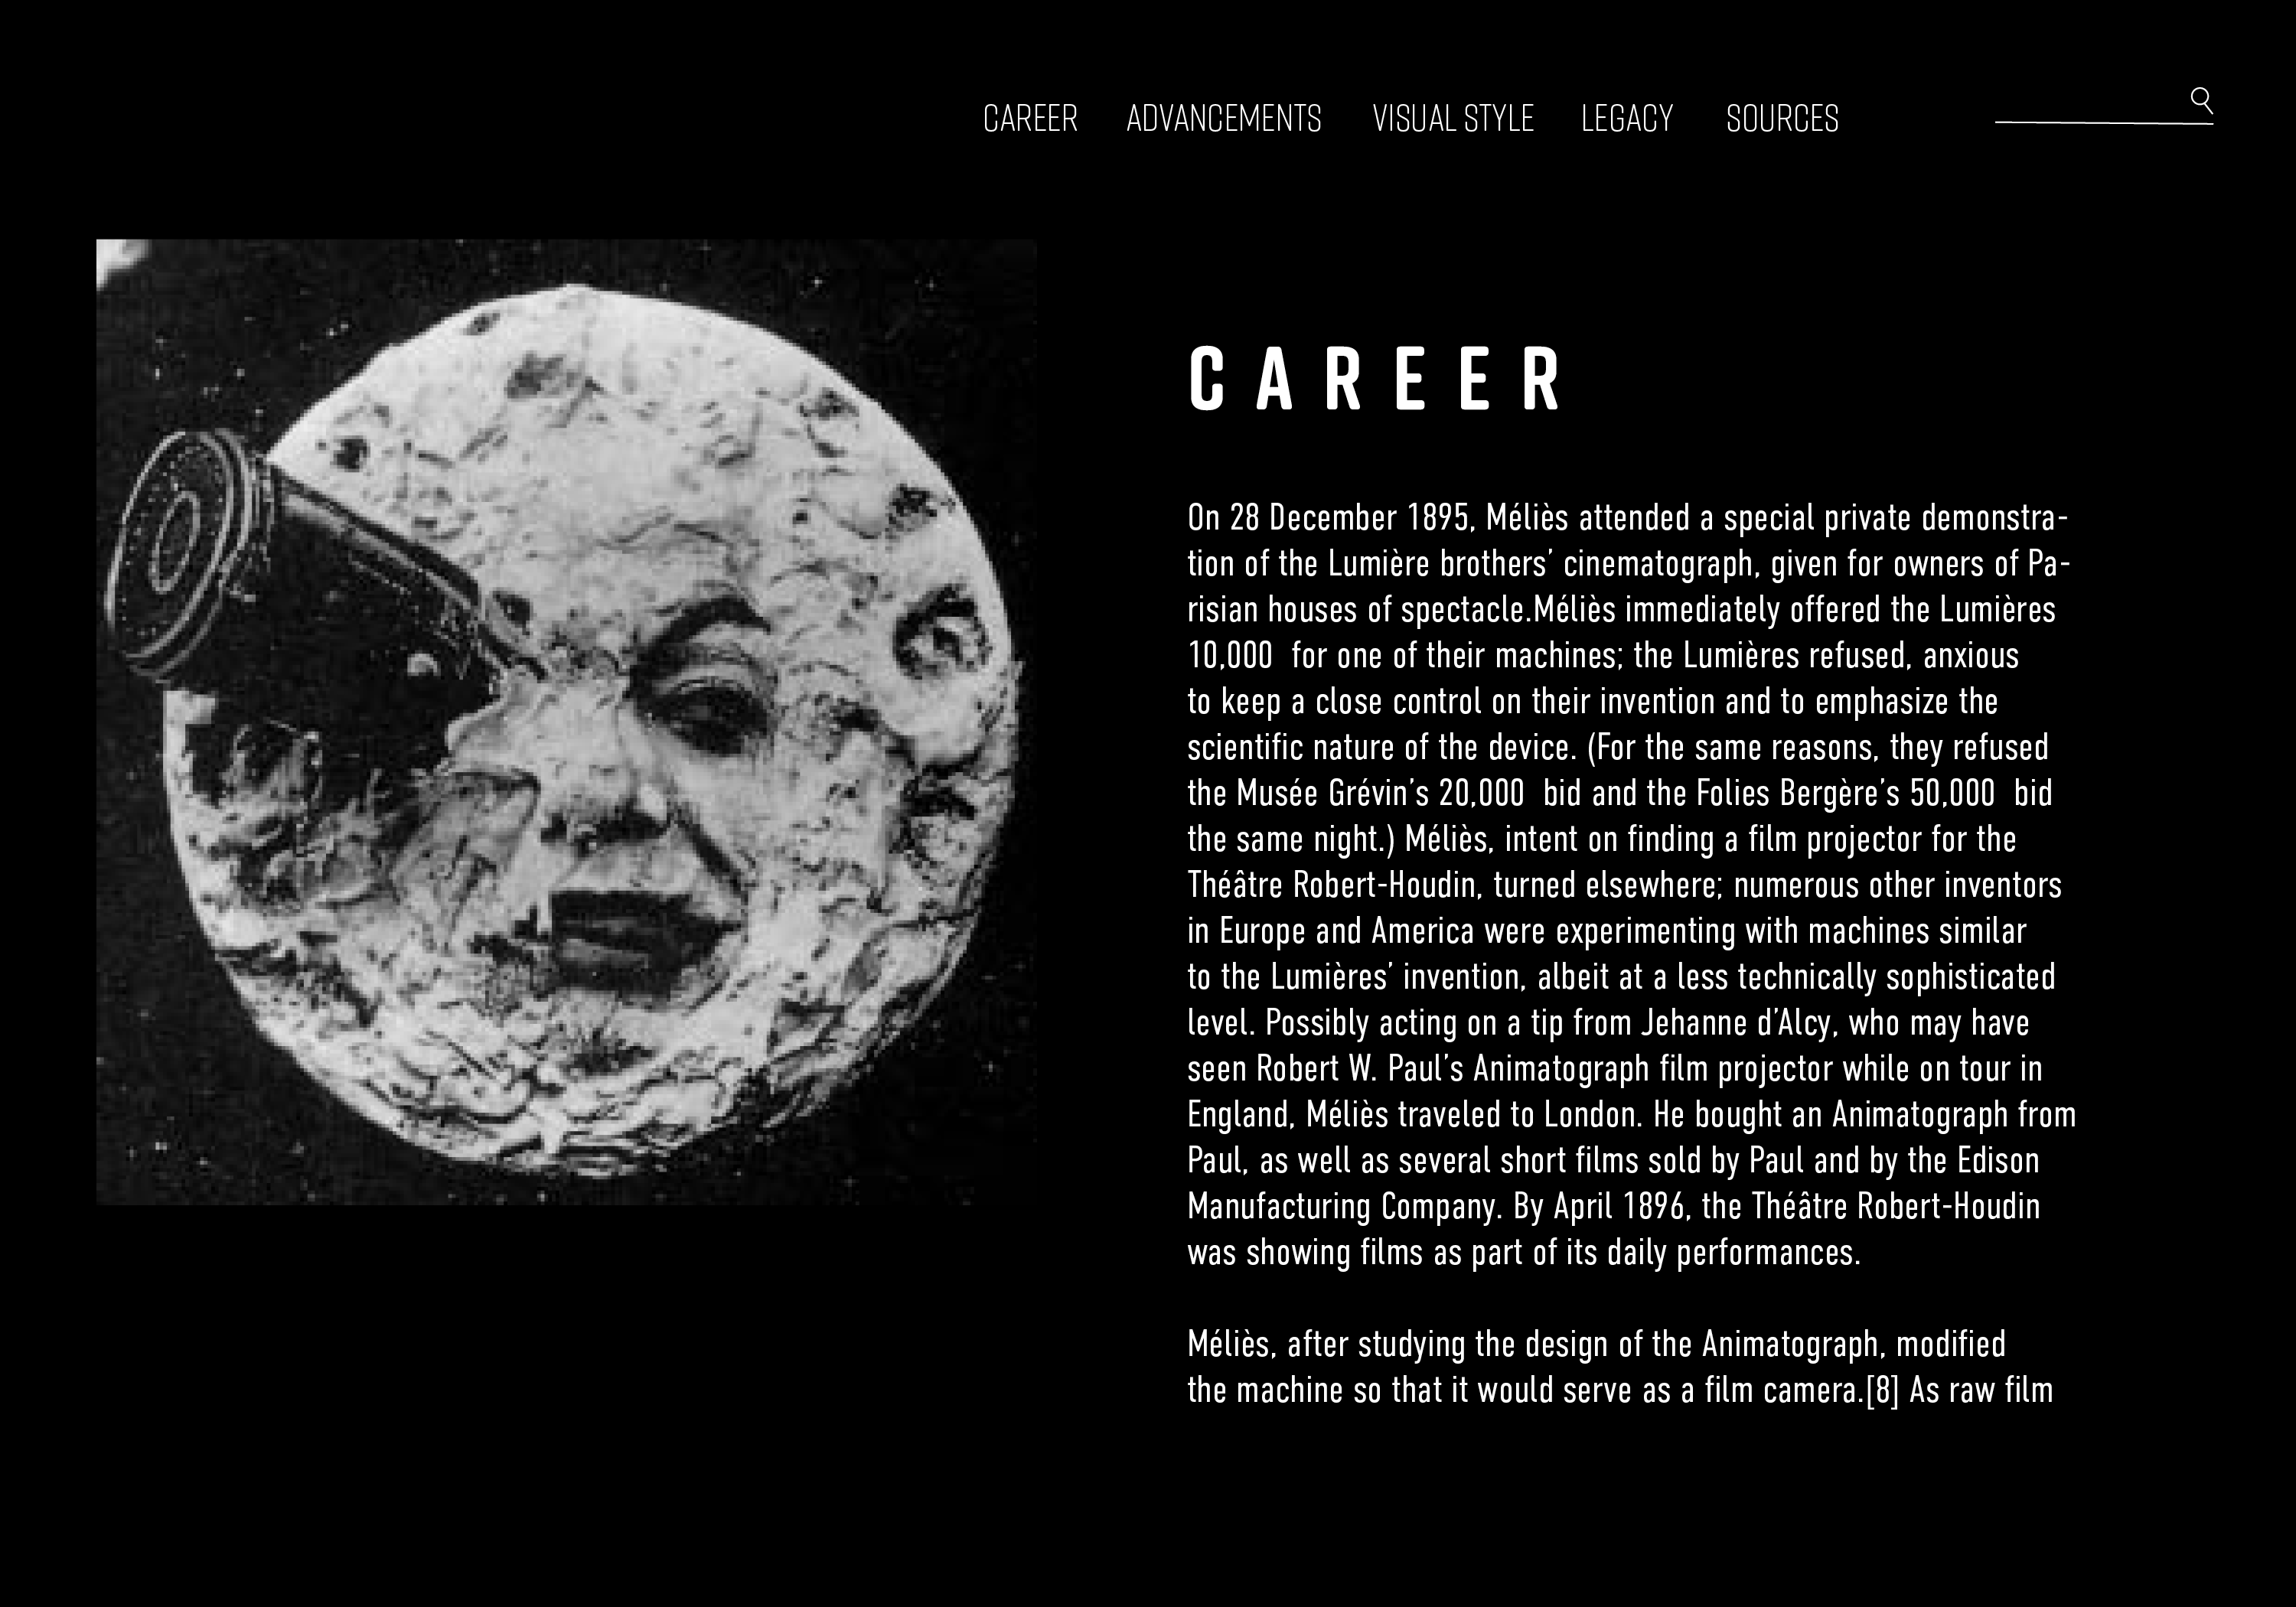 CAREER ADVANCEMENTS VISUAL STYLE LEGACY SOURCES
CAREER
On 28 December 1895, Méliès attended a special private demonstra-
tion of the Lumière brothers’ cinematograph, given for owners of Pa-
risian houses of spectacle.Méliès immediately offered the Lumières
10,000  for one of their machines; the Lumières refused, anxious
to keep a close control on their invention and to emphasize the
scientific nature of the device. (For the same reasons, they refused
the Musée Grévin’s 20,000  bid and the Folies Bergère’s 50,000  bid
the same night.) Méliès, intent on finding a film projector for the
Théâtre Robert-Houdin, turned elsewhere; numerous other inventors
in Europe and America were experimenting with machines similar
to the Lumières’ invention, albeit at a less technically sophisticated
level. Possibly acting on a tip from Jehanne d’Alcy, who may have
seen Robert W. Paul’s Animatograph film projector while on tour in
England, Méliès traveled to London. He bought an Animatograph from
Paul, as well as several short films sold by Paul and by the Edison
Manufacturing Company. By April 1896, the Théâtre Robert-Houdin
was showing films as part of its daily performances.
Méliès, after studying the design of the Animatograph, modified
the machine so that it would serve as a film camera.[8] As raw film